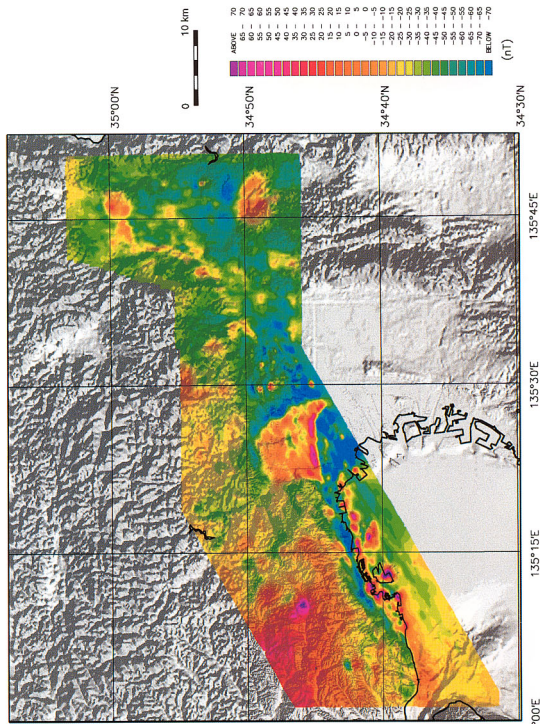 0 10 km
ABOVE 70
65 - 70
60 - 65
55 - 60
50 - 55
45 - 50
40 - 45
35 - 40
30 - 35
25 - 30
20 - 25
15 - 20
10 - 15
5 - 10
0 - 5
-5 - 0
-10 - -5
-15 - -10
-20 - -15
-25 - -20
-30 - -25
-35 - -30
-40 - -35
-45 - -40
-50 - -45
-55 - -50
-60 - -55
-65 - -60
-70 - -65
BELOW -70
(nT)
35°00'N
34°50'N
34°40'N
34°30'N
°00'E
135°15'E
135°30'E
135°45'E